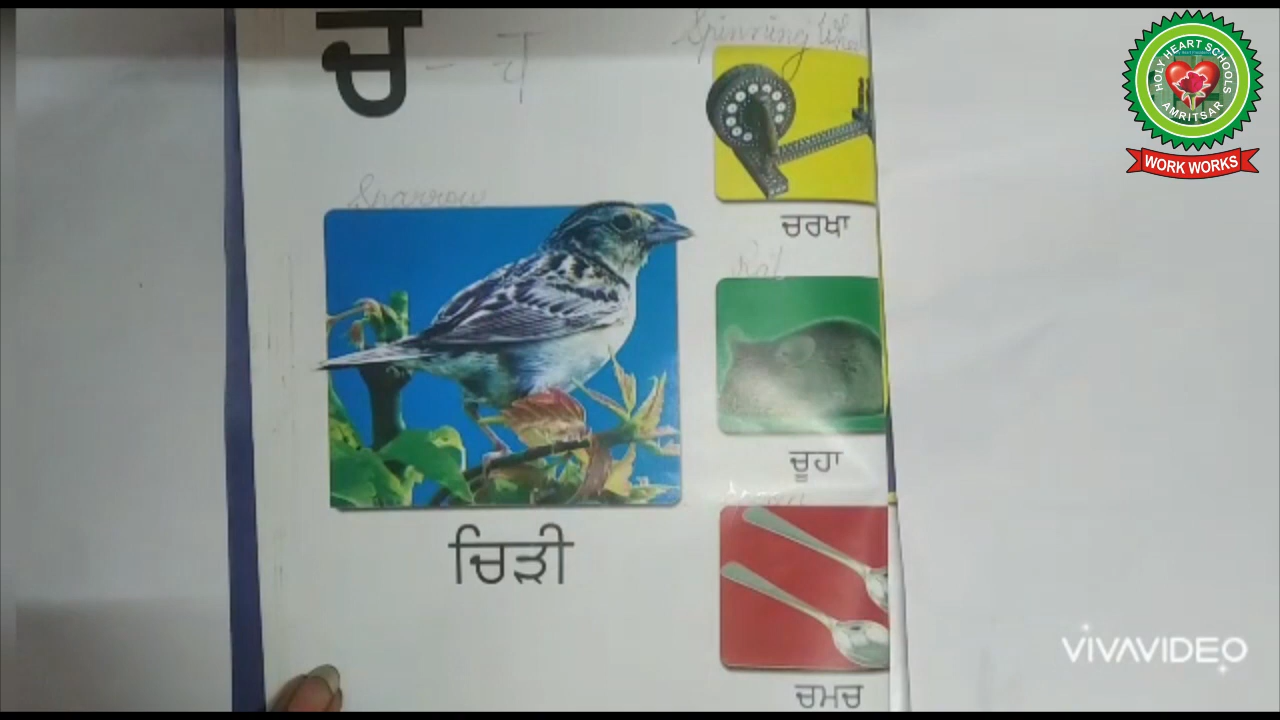 ਚ - च
Spinning Wheel
ਚਰਖਾ
Sparrow
ਚਿੜੀ
Rat
ਚੂਹਾ
ਚਮਚ
HOLY HEART SCHOOLS
AMRITSAR
WORK WORKS
VIVAVIDEO